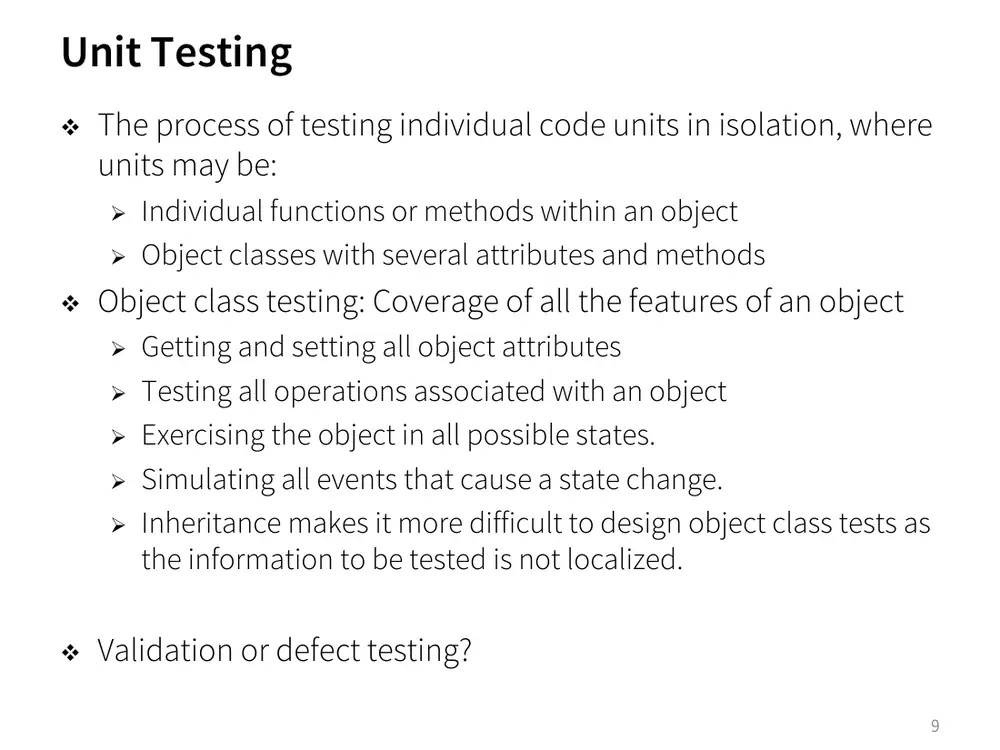 Unit Testing
❖ The process of testing individual code units in isolation, where
units may be:
➢ Individual functions or methods within an object
➢ Object classes with several attributes and methods
❖ Object class testing: Coverage of all the features of an object
➢ Getting and setting all object attributes
➢ Testing all operations associated with an object
➢ Exercising the object in all possible states.
➢ Simulating all events that cause a state change.
➢ Inheritance makes it more difficult to design object class tests as
the information to be tested is not localized.
❖ Validation or defect testing?
9